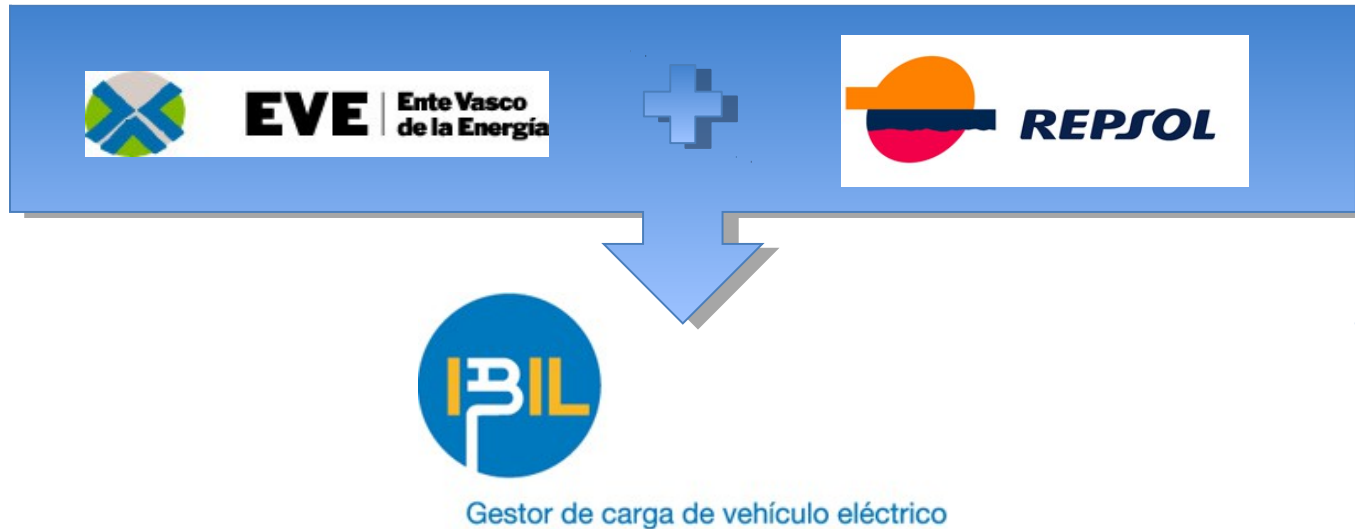 EVE
Ente Vasco
de la Energía
REPSOL
IBIL
Gestor de carga de vehículo eléctrico